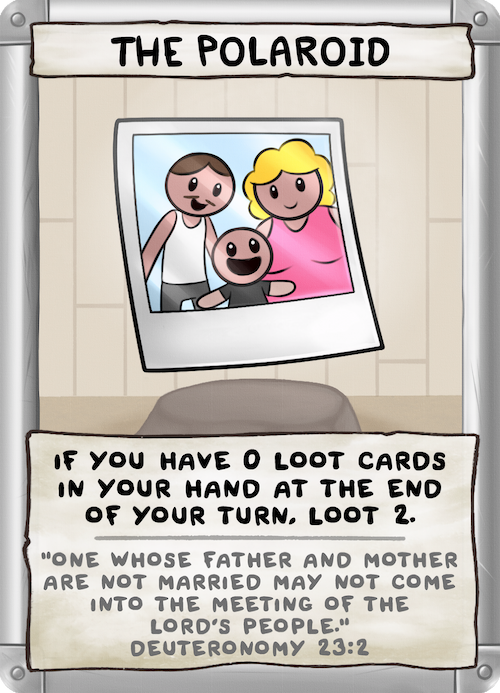 THE POLAROID
IF YOU HAVE 0 LOOT CARDS
IN YOUR HAND AT THE END
OF YOUR TURN, LOOT 2.
"ONE WHOSE FATHER AND MOTHER
ARE NOT MARRIED MAY NOT COME
INTO THE MEETING OF THE
LORD'S PEOPLE."
DEUTERONOMY 23:2